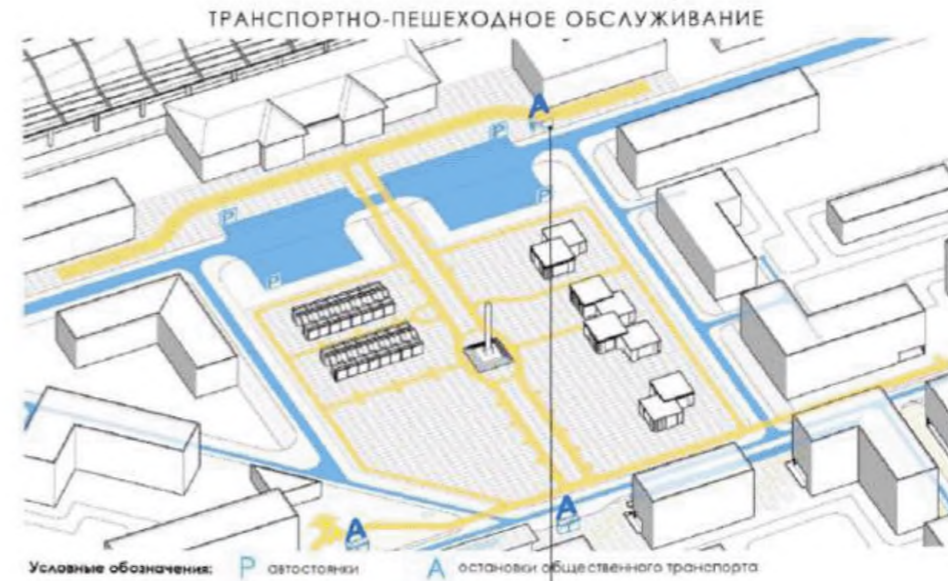 ТРАНСПОРТНО-ПЕШЕХОДНОЕ ОБСЛУЖИВАНИЕ
А
Р
Р
Р
Р
А
А
Условные обозначения: Р автостоянки А остановки общественного транспорта